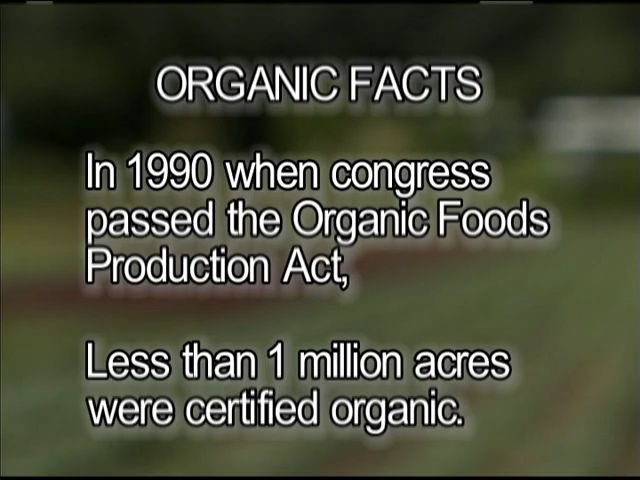 ORGANIC FACTS
In 1990 when congress
passed the Organic Foods
Production Act,
Less than 1 million acres
were certified organic.